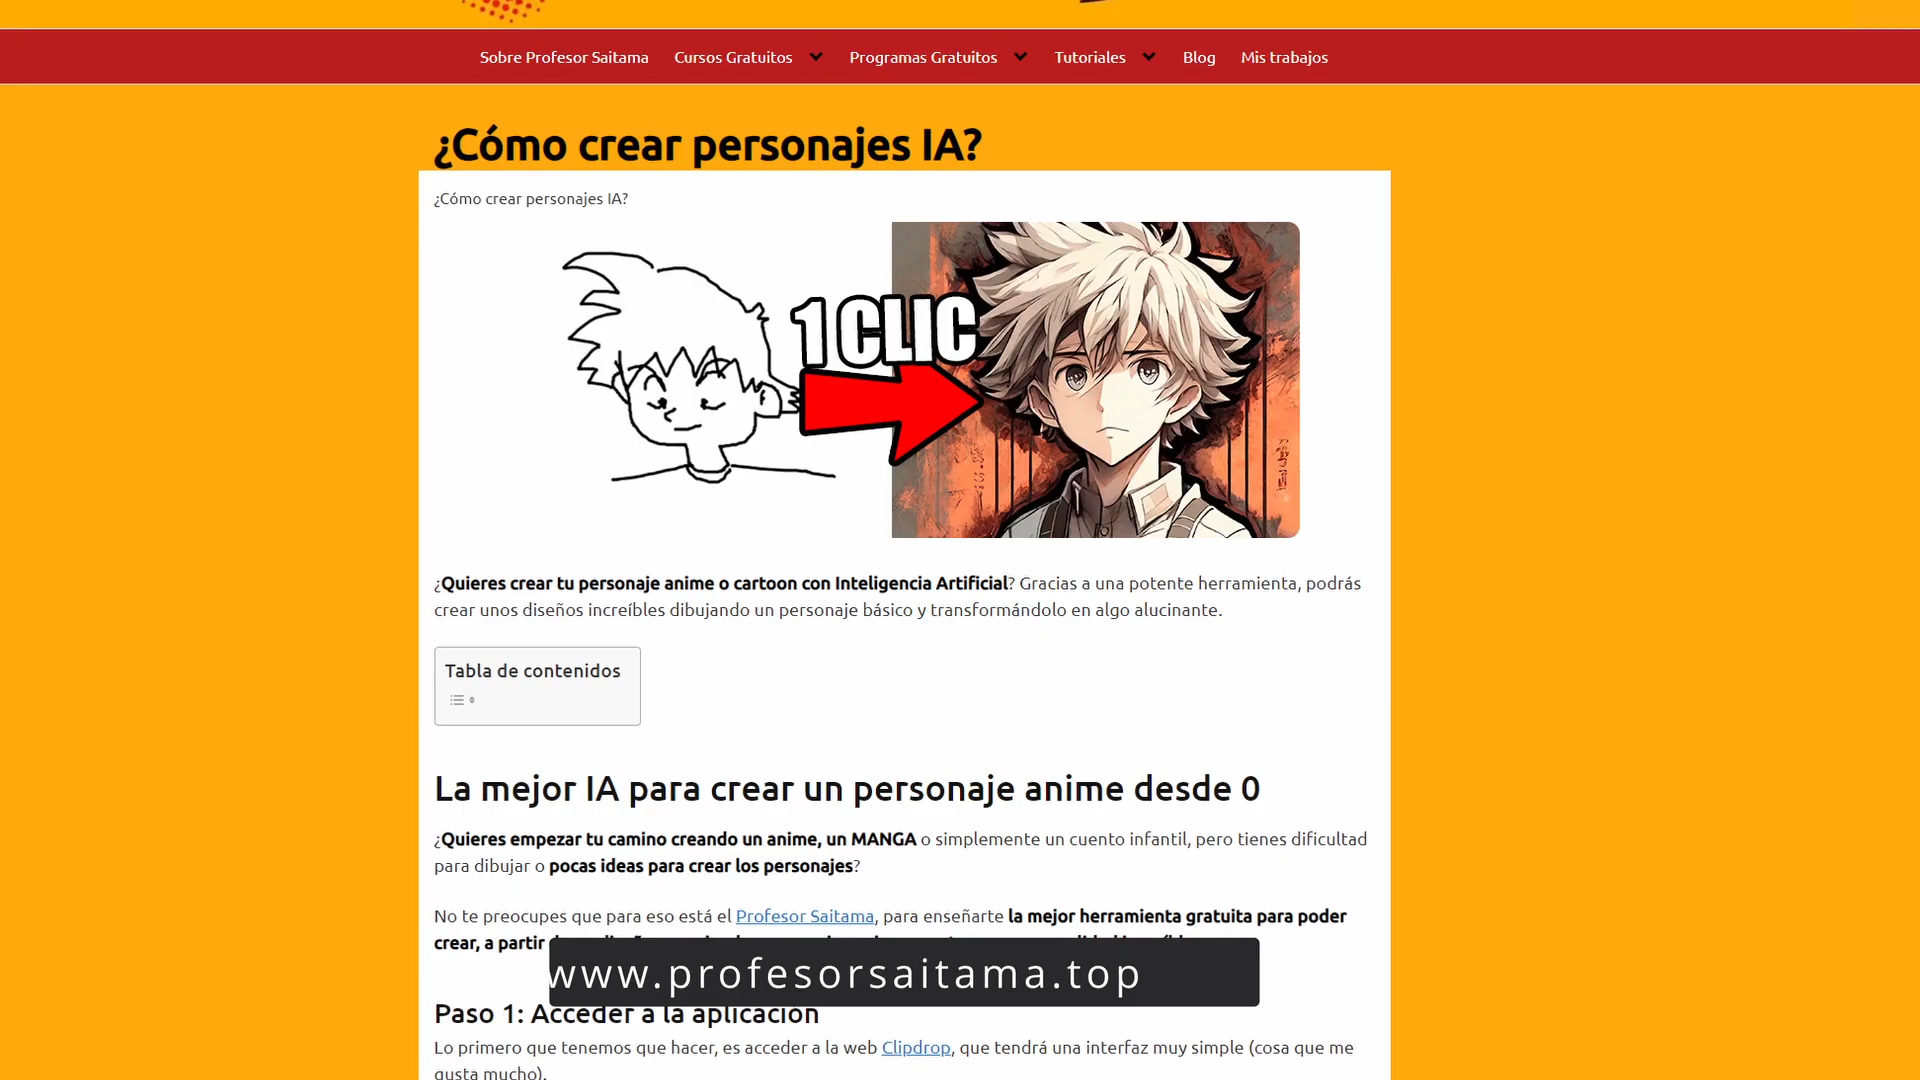 Sobre Profesor Saitama Cursos Gratuitos Programas Gratuitos Tutoriales Blog Mis trabajos
¿Cómo crear personajes IA?
¿Cómo crear personajes IA?
1 CLIC
¿Quieres crear tu personaje anime o cartoon con Inteligencia Artificial? Gracias a una potente herramienta, podrás
crear unos diseños increíbles dibujando un personaje básico y transformándolo en algo alucinante.
Tabla de contenidos
La mejor IA para crear un personaje anime desde 0
¿Quieres empezar tu camino creando un anime, un MANGA o simplemente un cuento infantil, pero tienes dificultad
para dibujar o pocas ideas para crear los personajes?
No te preocupes que para eso está el Profesor Saitama, para enseñarte la mejor herramienta gratuita para poder
crear, a partir
www.profesorsaitama.top
Paso 1: Acceder a la aplicación
Lo primero que tenemos que hacer, es acceder a la web Clipdrop, que tendrá una interfaz muy simple (cosa que me
gusta mucho).